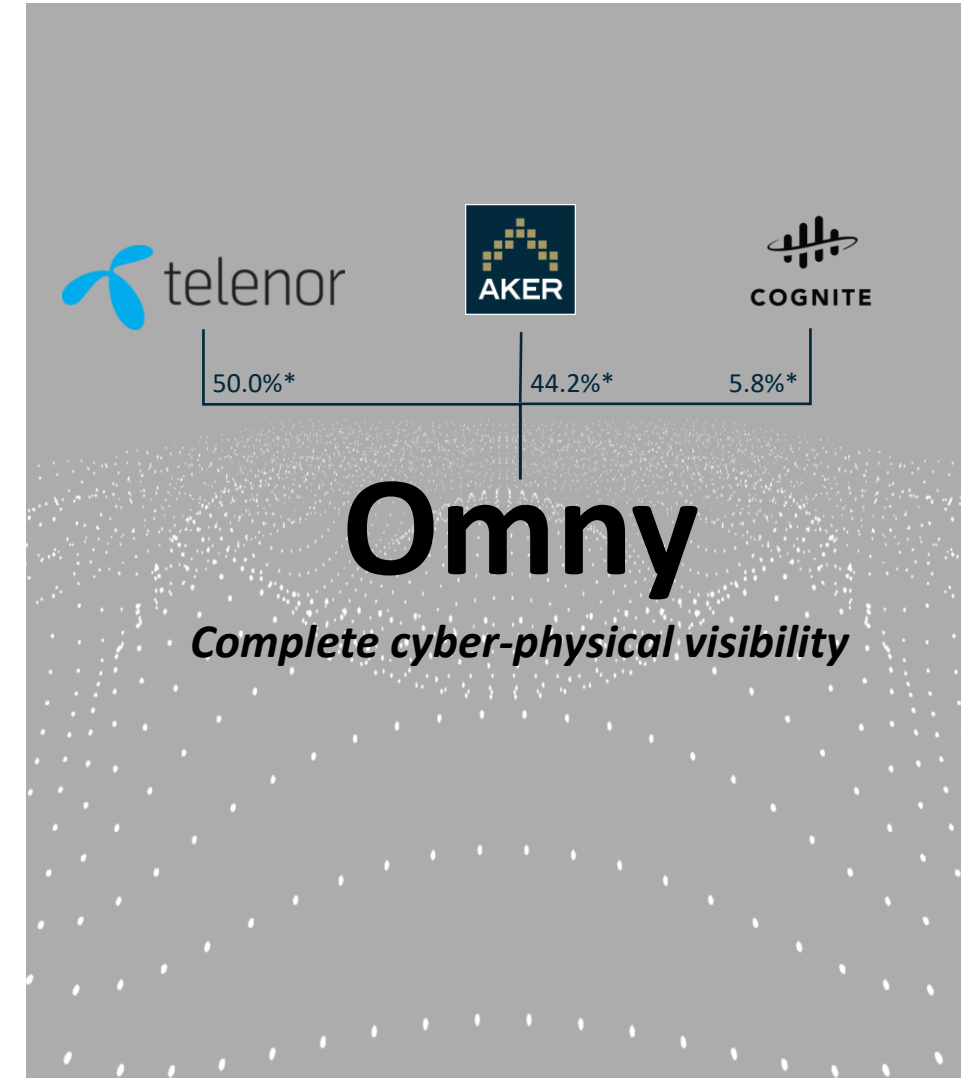 telenor
AKER
COGNITE
50.0%*
44.2%*
5.8%*
Omny
Complete cyber-physical visibility